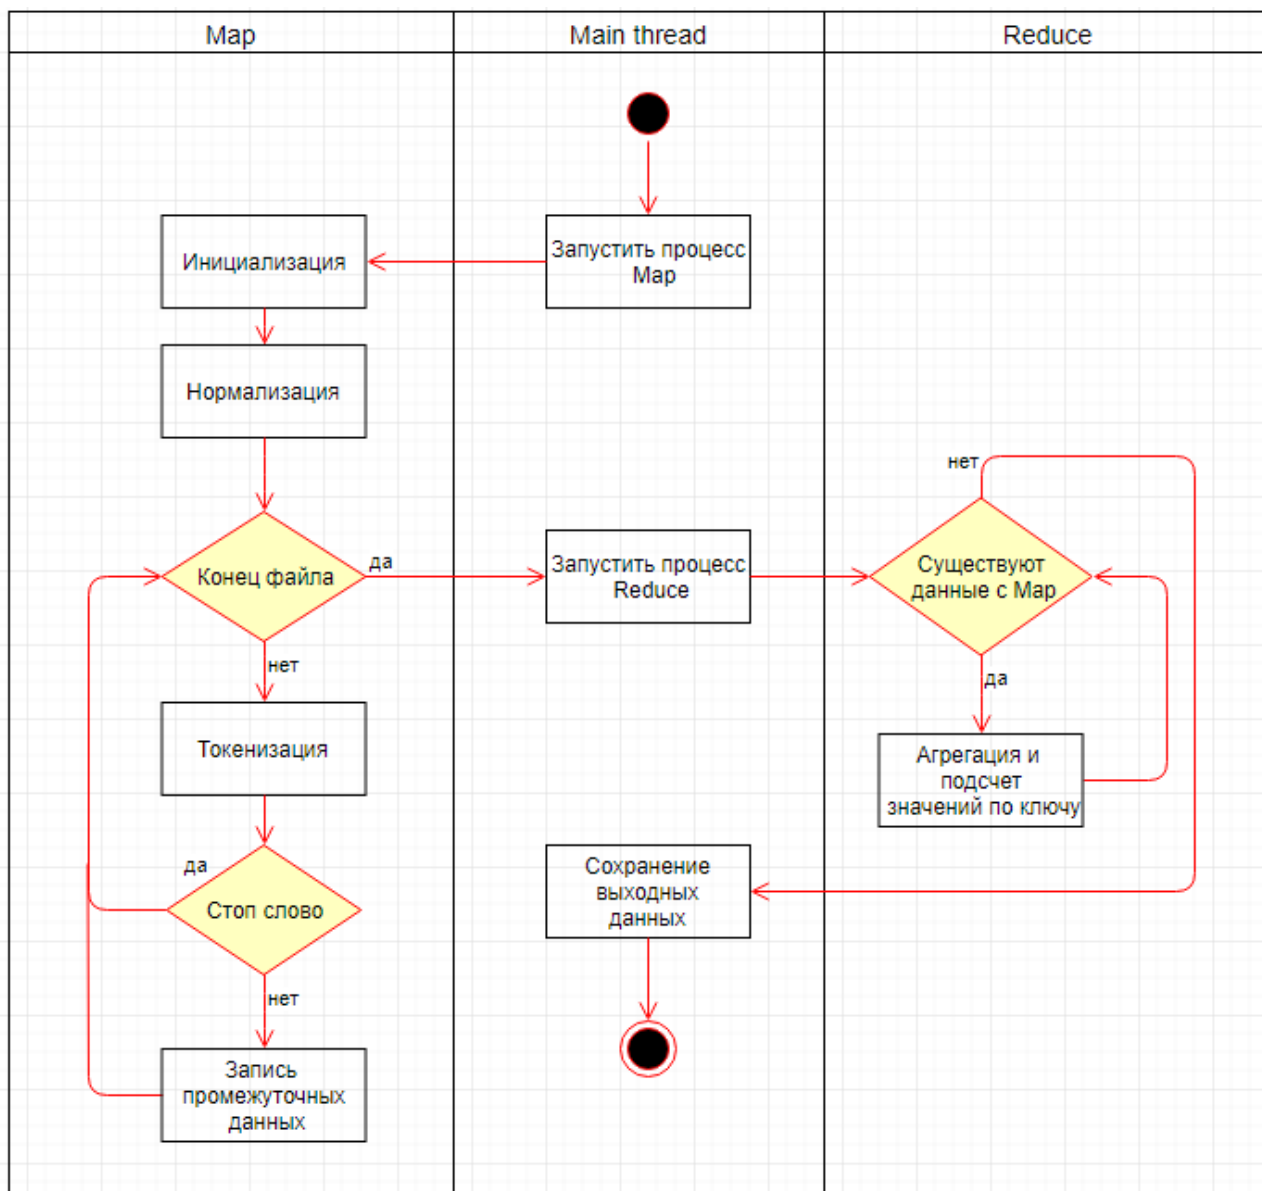 Map
Main thread
Reduce
Запустить процесс
Map
Инициализация
Нормализация
Конец файла
да
нет
Токенизация
Стоп слово
да
нет
Запись
промежуточных
данных
Запустить процесс
Reduce
Существуют
данные с Map
нет
да
Агрегация и
подсчет
значений по ключу
Сохранение
выходных
данных